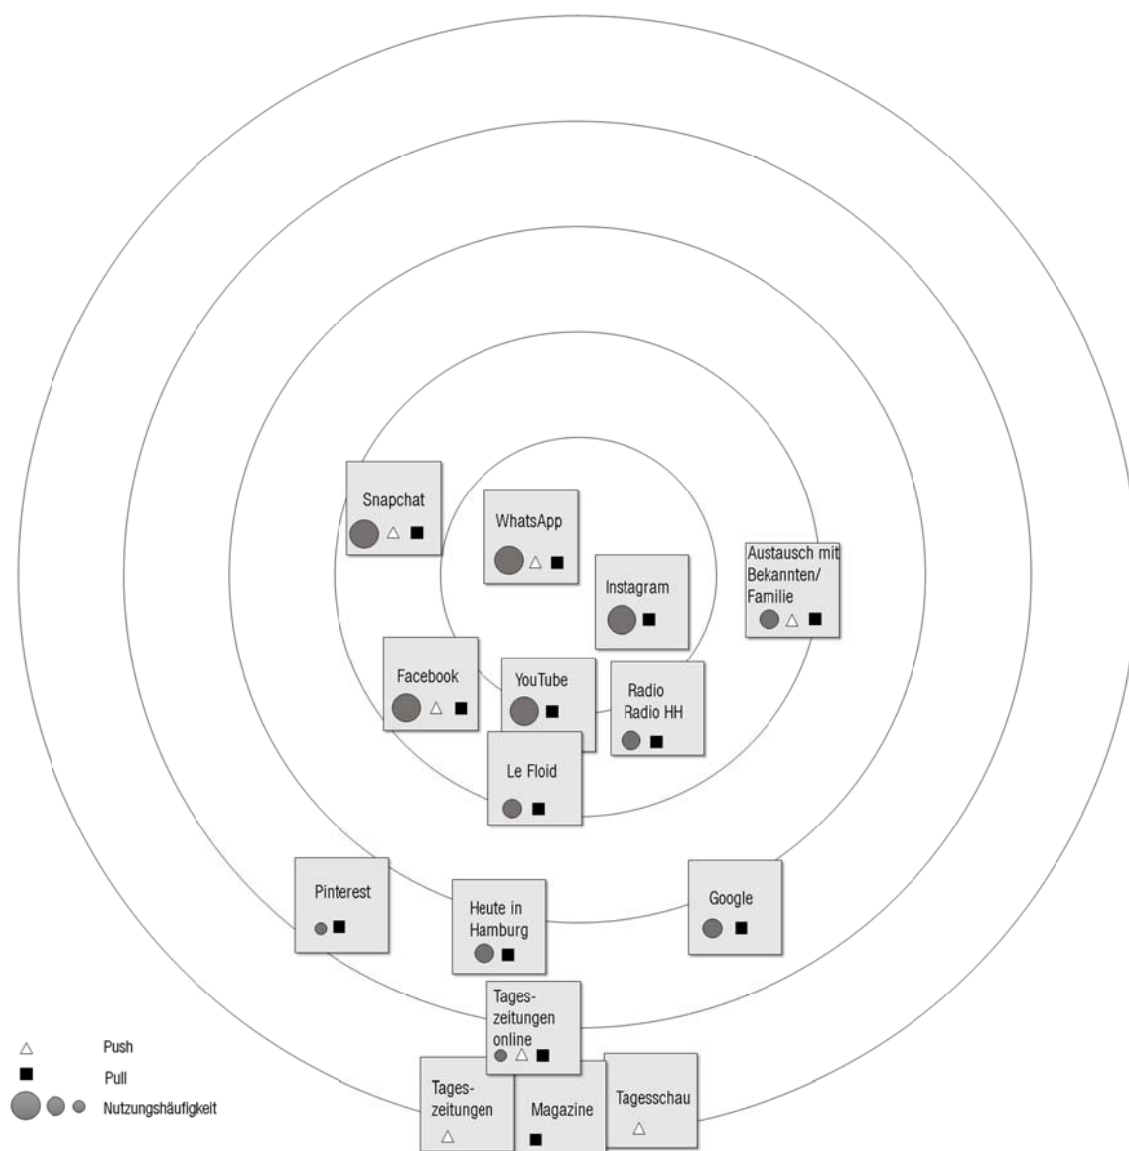 Snapchat
WhatsApp
Instagram
Austausch mit
Bekannten/
Familie
Facebook
YouTube
Radio
Radio HH
Le Floid
Pinterest
Heute in
Hamburg
Google
Tages-
zeitungen
online
Tages-
zeitungen
Magazine
Tagesschau
Push
Pull
Nutzungshäufigkeit